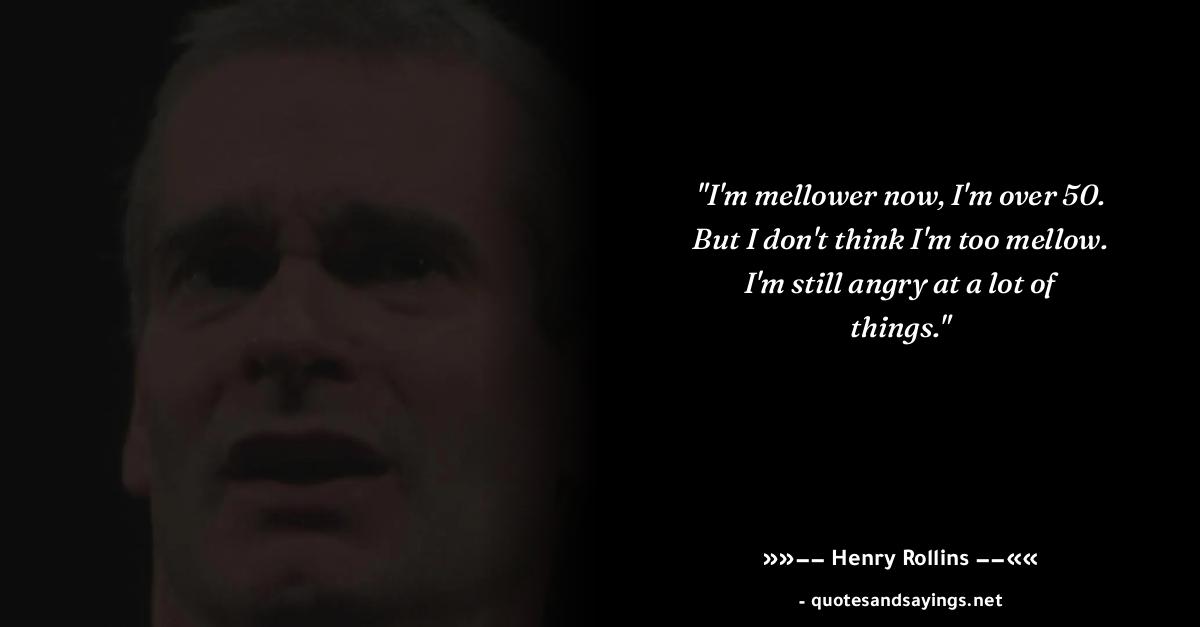 "I'm mellower now, I'm over 50.
But I don't think I'm too mellow.
I'm still angry at a lot of
things."
»»–– Henry Rollins ––««
- quotesandsayings.net